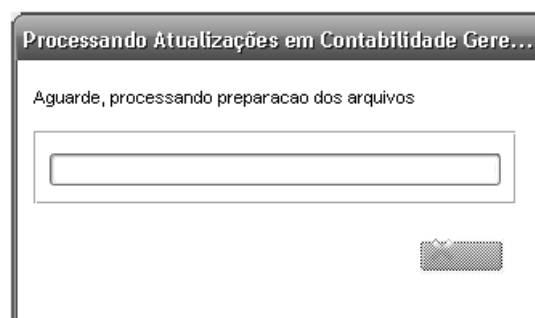 Processando Atualizações em Contabilidade Gere...
Aguarde, processando preparacao dos arquivos